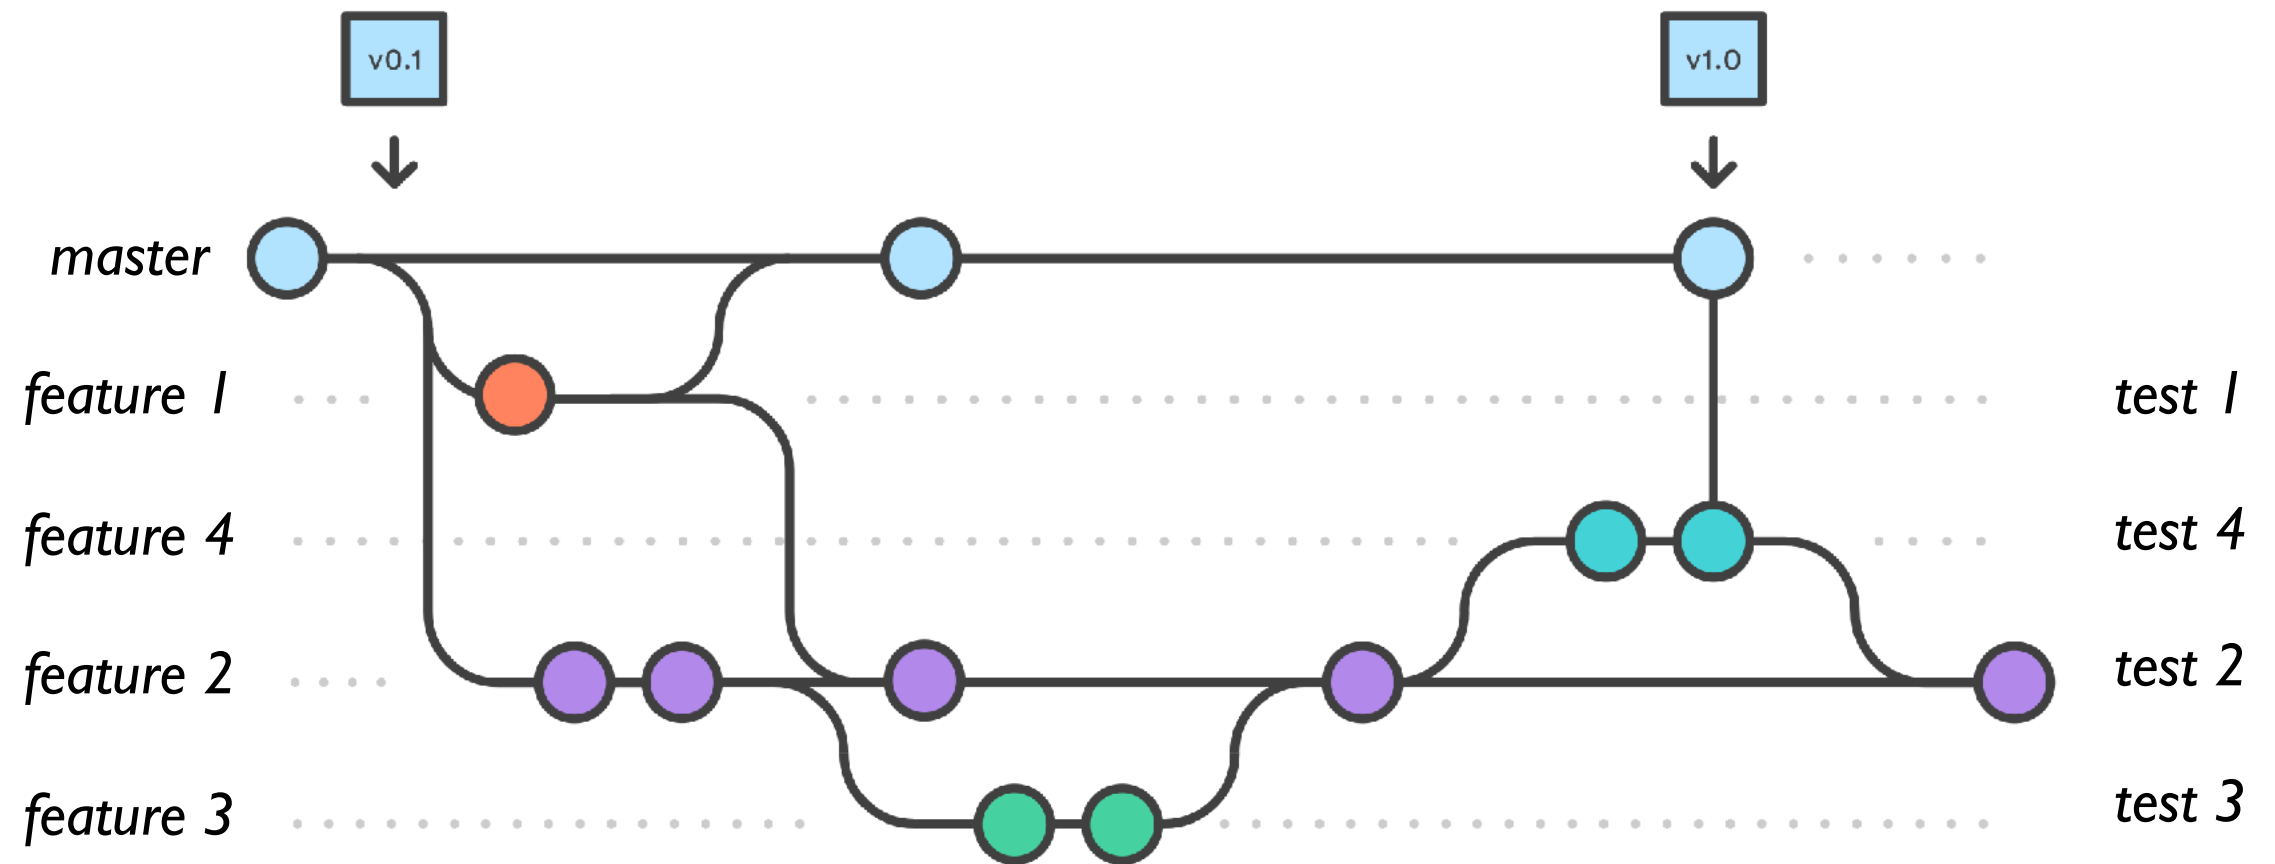 v0.1
v1.0
master
feature 1
test 1
feature 4
test 4
feature 2
test 2
feature 3
test 3